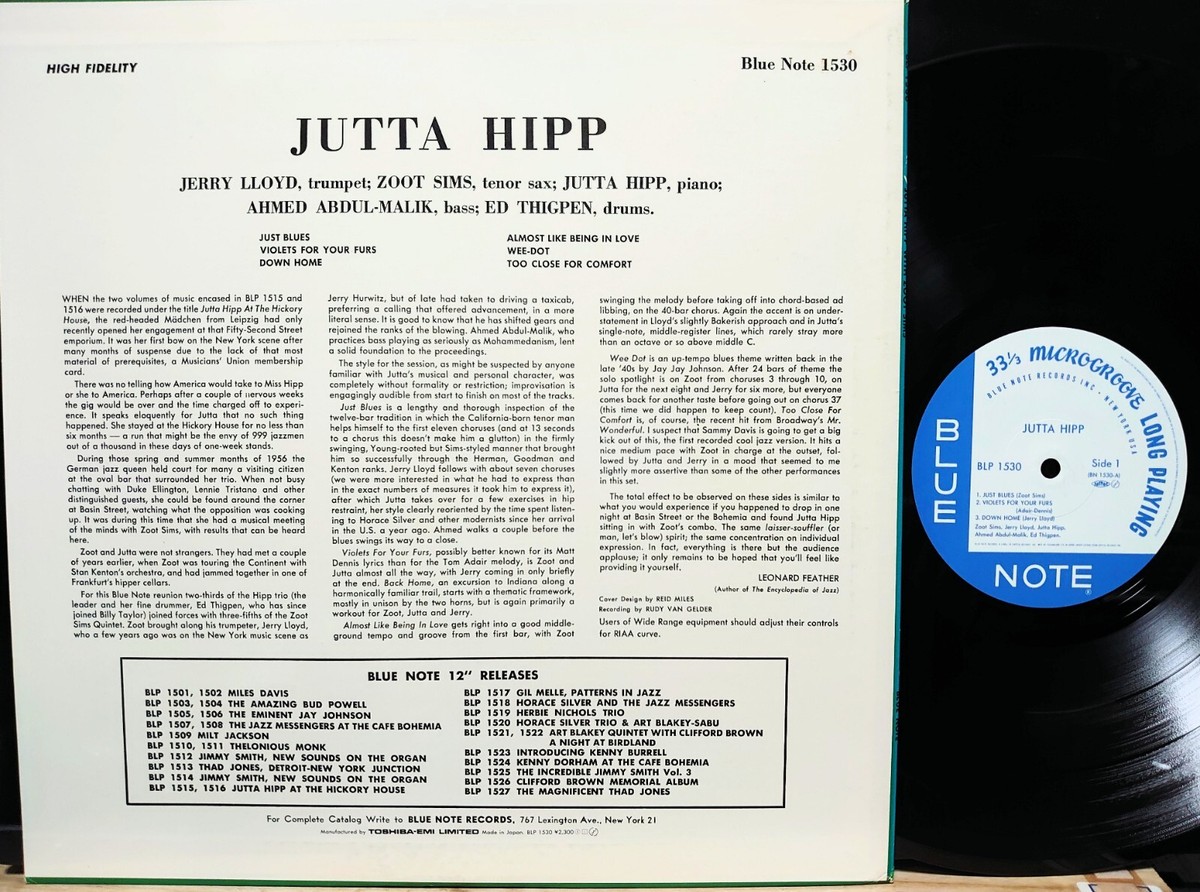 HIGH FIDELITY
Blue Note 1530
JUTTA HIPP
JERRY LLOYD, trumpet; ZOOT SIMS, tenor sax; JUTTA HIPP, piano;
AHMED ABDUL-MALIK, bass; ED THIGPEN, drums.
JUST BLUES
VIOLETS FOR YOUR FURS
DOWN HOME
ALMOST LIKE BEING IN LOVE
WEE-DOT
TOO CLOSE FOR COMFORT
WHEN the two volumes of music encased in BLP 1515 and
1516 were recorded under the title Jutta Hipp At The Hickory
House, the red-headed Mädchen from Leipzig had only
recently opened her engagement at that Fifty-Second Street
emporium. It was her first bow on the New York scene after
many months of suspense due to the lack of that most
material of prerequisites, a Musicians' Union membership
card.
There was no telling how America would take to Miss Hipp
or she to America. Perhaps after a couple of nervous weeks
the gig would be over and the time charged off to experi-
ence. It speaks eloquently for Jutta that no such thing
happened. She stayed at the Hickory House for no less than
six months — a run that might be the envy of 999 jazzmen
out of a thousand in these days of one-week stands.
During those spring and summer months of 1956 the
German jazz queen held court for many a visiting citizen
at the oval bar that surrounded her trio. When not busy
chatting with Duke Ellington, Lennie Tristano and other
distinguished guests, she could be found around the corner
at Basin Street, watching what the opposition was cooking
up. It was during this time that she had a musical meeting
of the minds with Zoot Sims, with results that can be heard
here.
Zoot and Jutta were not strangers. They had met a couple
of years earlier, when Zoot was touring the Continent with
Stan Kenton's orchestra, and had jammed together in one of
Frankfurt's hipper cellars.
For this Blue Note reunion two-thirds of the Hipp trio (the
leader and her fine drummer, Ed Thigpen, who has since
joined Billy Taylor) joined forces with three-fifths of the Zoot
Sims Quintet. Zoot brought along his trumpeter, Jerry Lloyd,
who a few years ago was on the New York music scene as
Jerry Hurwitz, but of late had taken to driving a taxicab,
preferring a calling that offered advancement, in a more
literal sense. It is good to know that he has shifted gears and
rejoined the ranks of the blowing. Ahmed Abdul-Malik, who
practices bass playing as seriously as Mohammedanism, lent
a solid foundation to the proceedings.
The style for the session, as might be suspected by anyone
familiar with Jutta's musical and personal character, was
completely without formality or restriction; improvisation is
engagingly audible from start to finish on most of the tracks.
Just Blues is a lengthy and thorough inspection of the
twelve-bar tradition in which the California-born tenor man
helps himself to the first eleven choruses (and at 13 seconds
to a chorus this doesn't make him a glutton) in the firmly
swinging, Young-rooted but Sims-styled manner that brought
him so successfully through the Herman, Goodman and
Kenton ranks. Jerry Lloyd follows with about seven choruses
(we were more interested in what he had to express than
in the exact numbers of measures it took him to express it),
after which Jutta takes over for a few exercises in hip
restraint, her style clearly reoriented by the time spent listen-
ing to Horace Silver and other modernists since her arrival
in the U.S. a year ago. Ahmed walks a couple before the
blues swings its way to a close.
Violets For Your Furs, possibly better known for its Matt
Dennis lyrics than for the Tom Adair melody, is Zoot and
Jutta almost all the way, with Jerry coming in only briefly
at the end. Back Home, an excursion to Indiana along a
harmonically familiar trail, starts with a thematic framework,
mostly in unison by the two horns, but is again primarily a
workout for Zoot, Jutta and Jerry.
Almost Like Being In Love gets right into a good middle-
ground tempo and groove from the first bar, with Zoot
swinging the melody before taking off into chord-based ad
libbing, on the 40-bar chorus. Again the accent is on under-
statement in Lloyd's slightly Bakerish approach and in Jutta's
single-note, middle-register lines, which rarely stray more
than an octave or so above middle C.
Wee Dot is an up-tempo blues theme written back in the
late '40s by Jay Jay Johnson. After 24 bars of theme the
solo spotlight is on Zoot from choruses 3 through 10, on
Jutta for the next eight and Jerry for six more, but everyone
comes back for another taste before going out on chorus 37
(this time we did happen to keep count). Too Close For
Comfort is, of course, the recent hit from Broadway's Mr.
Wonderful. I suspect that Sammy Davis is going to get a big
kick out of this, the first recorded cool jazz version. It hits a
nice medium pace with Zoot in charge at the outset, fol-
lowed by Jutta and Jerry in a mood that seemed to me
slightly more assertive than some of the other performances
in this set.
The total effect to be observed on these sides is similar to
what you would experience if you happened to drop in one
night at Basin Street or the Bohemia and found Jutta Hipp
sitting in with Zoot's combo. The same laisser-souffler (or
man, let's blow) spirit; the same concentration on individual
expression. In fact, everything is there but the audience
applause; it only remains to be hoped that you'll feel like
providing it yourself.
LEONARD FEATHER
(Author of The Encyclopedia of Jazz)
Cover Design by REID MILES
Recording by RUDY VAN GELDER
Users of Wide Range equipment should adjust their controls
for RIAA curve.
BLUE NOTE 12" RELEASES
BLP 1501, 1502 MILES DAVIS
BLP 1503, 1504 THE AMAZING BUD POWELL
BLP 1505, 1506 THE EMINENT JAY JOHNSON
BLP 1507, 1508 THE JAZZ MESSENGERS AT THE CAFE BOHEMIA
BLP 1509 MILT JACKSON
BLP 1510, 1511 THELONIOUS MONK
BLP 1512 JIMMY SMITH, NEW SOUNDS ON THE ORGAN
BLP 1513 THAD JONES, DETROIT-NEW YORK JUNCTION
BLP 1514 JIMMY SMITH, NEW SOUNDS ON THE ORGAN
BLP 1515, 1516 JUTTA HIPP AT THE HICKORY HOUSE
BLP 1517 GIL MELLE, PATTERNS IN JAZZ
BLP 1518 HORACE SILVER AND THE JAZZ MESSENGERS
BLP 1519 HERBIE NICHOLS TRIO
BLP 1520 HORACE SILVER TRIO & ART BLAKEY-SABU
BLP 1521, 1522 ART BLAKEY QUINTET WITH CLIFFORD BROWN
A NIGHT AT BIRDLAND
BLP 1523 INTRODUCING KENNY BURRELL
BLP 1524 KENNY DORHAM AT THE CAFE BOHEMIA
BLP 1525 THE INCREDIBLE JIMMY SMITH Vol. 3
BLP 1526 CLIFFORD BROWN MEMORIAL ALBUM
BLP 1527 THE MAGNIFICENT THAD JONES
For Complete Catalog Write to BLUE NOTE RECORDS, 767 Lexington Ave., New York 21
Manufactured by TOSHIBA-EMI LIMITED Made in Japan. BLP 1530 ¥2,300
33⅓ MICROGROOVE LONG PLAYING
BLUE NOTE RECORDS INC • NEW YORK USA
JUTTA HIPP
BLP 1530
Side 1
(BN 1530-A)
1. JUST BLUES (Zoot Sims)
2. VIOLETS FOR YOUR FURS
(Adair-Dennis)
3. DOWN HOME (Jerry Lloyd)
Zoot Sims, Jerry Lloyd, Jutta Hipp,
Ahmed Abdul-Malik, Ed Thigpen.
BLUE
NOTE